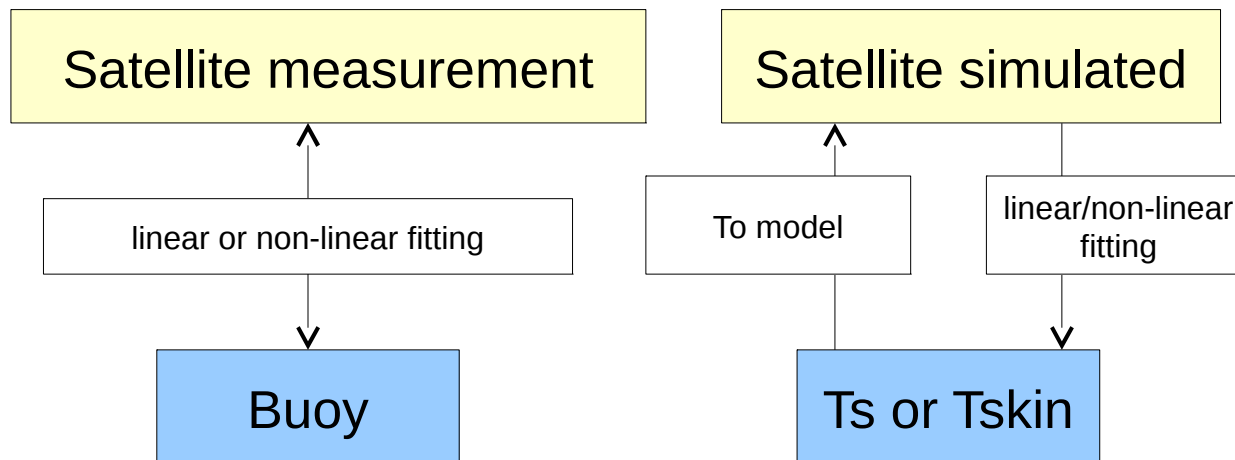 Satellite measurement
Satellite simulated
linear or non-linear fitting
To model
linear/non-linear
fitting
Buoy
Ts or Tskin